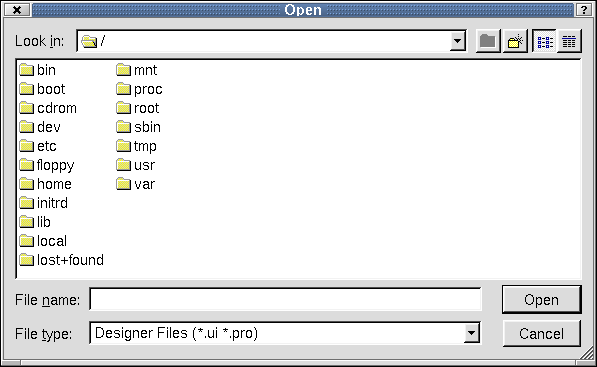 Open
Look in: /
bin
boot
cdrom
dev
etc
floppy
home
initrd
lib
local
lost+found
mnt
proc
root
sbin
tmp
usr
var
File name:
Open
File type: Designer Files (*.ui *.pro)
Cancel